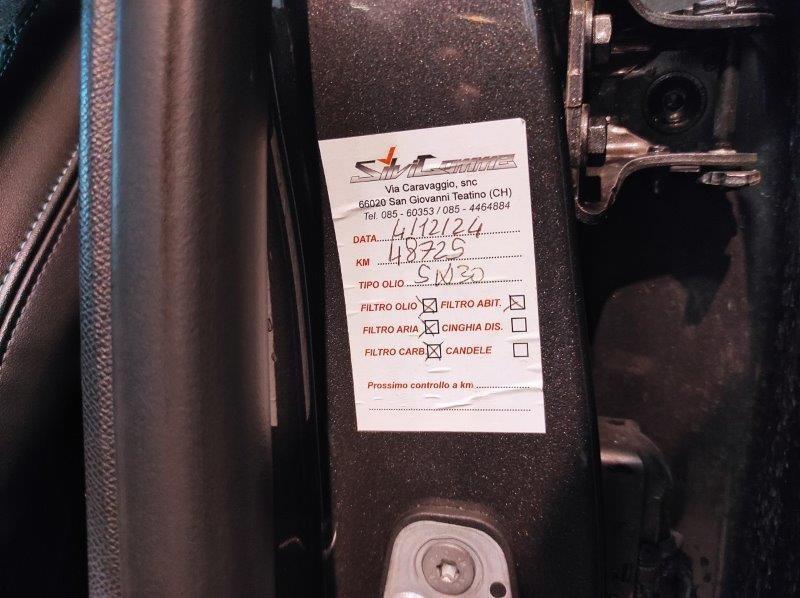 SilviGomme
Via Caravaggio, snc
66020 San Giovanni Teatino (CH)
Tel. 085 - 60353 / 085 - 4464884
DATA 4/12/24
KM 48725
TIPO OLIO 5W30
FILTRO OLIO FILTRO ABIT.
FILTRO ARIA CINGHIA DIS.
FILTRO CARB. CANDELE
Prossimo controllo a km